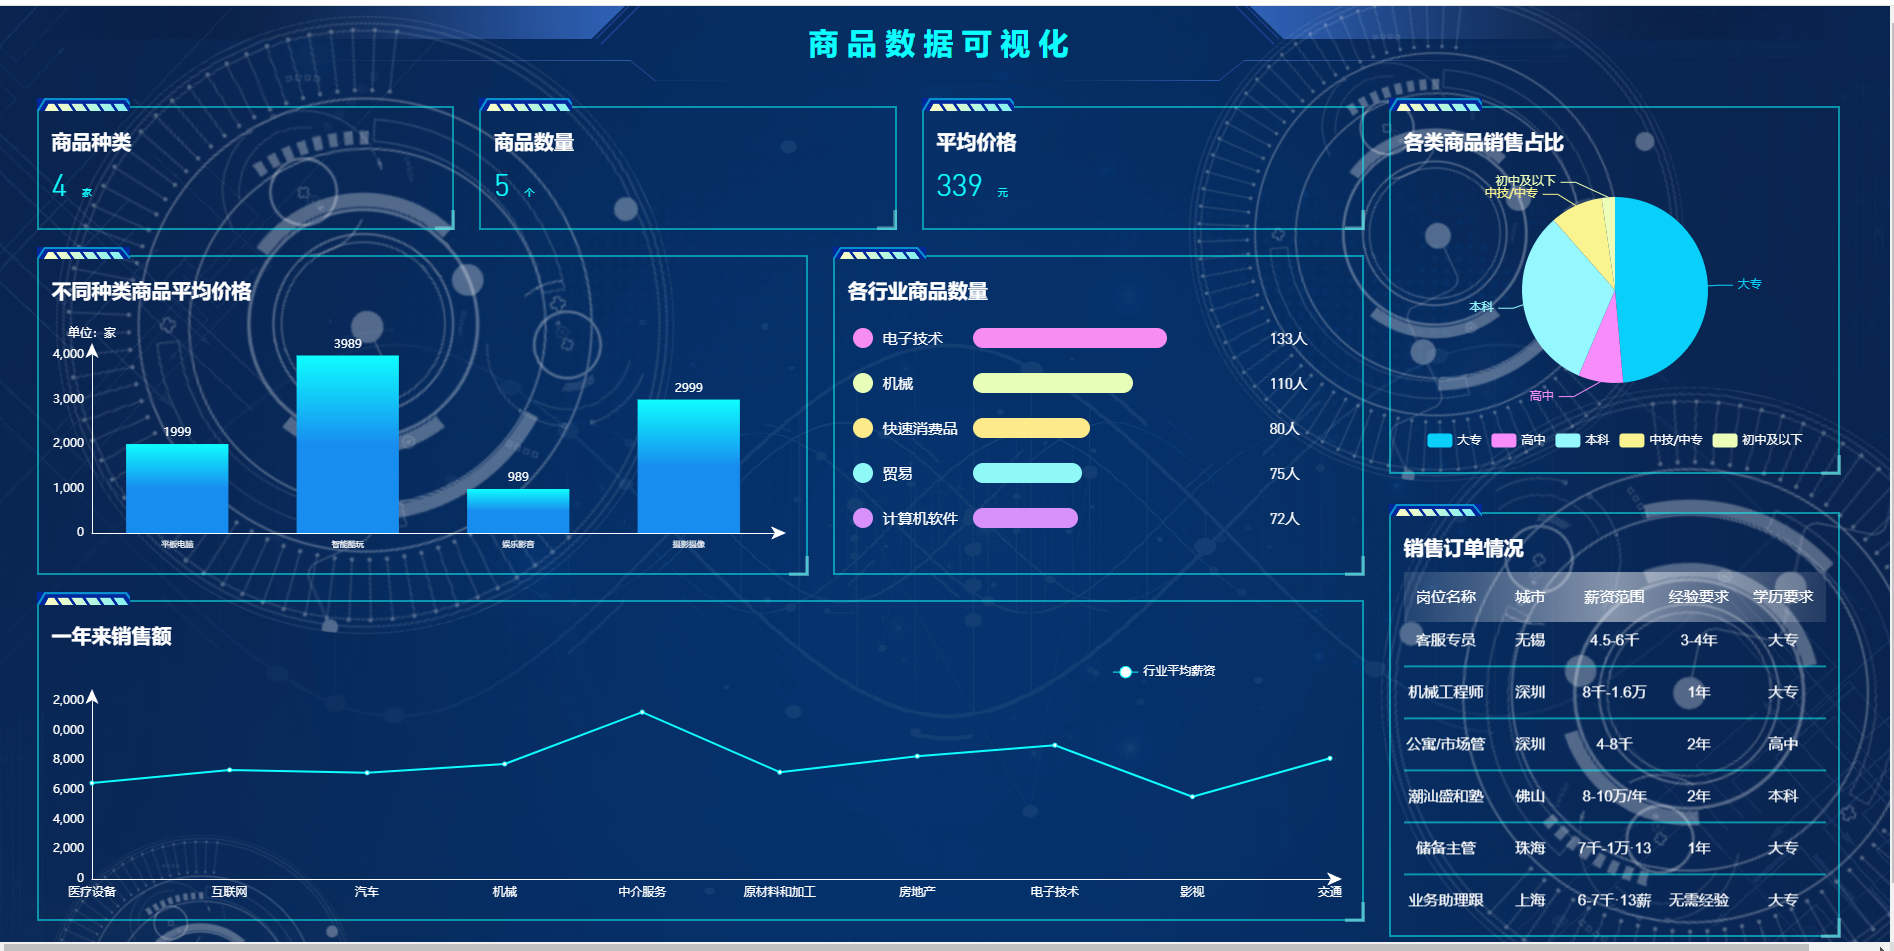 商品数据可视化
商品种类
4 家
商品数量
5 个
平均价格
339 元
不同种类商品平均价格
单位：家
4,000
3,000
2,000
1,000
0
1999
3989
989
2999
平板电脑
智能酷玩
娱乐影音
摄影摄像
各行业商品数量
电子技术 133人
机械 110人
快速消费品 80人
贸易 75人
计算机软件 72人
各类商品销售占比
初中及以下
中技/中专
大专
本科
高中
大专 高中 本科 中技/中专 初中及以下
一年来销售额
行业平均薪资
2,000
0,000
8,000
6,000
4,000
2,000
0
医疗设备 互联网 汽车 机械 中介服务 原材料和加工 房地产 电子技术 影视 交通
销售订单情况
岗位名称 城市 薪资范围 经验要求 学历要求
客服专员 无锡 4.5-6千 3-4年 大专
机械工程师 深圳 8千-1.6万 1年 大专
公寓/市场管 深圳 4-8千 2年 高中
潮汕盛和塾 佛山 8-10万/年 2年 本科
储备主管 珠海 7千-1万·13 1年 大专
业务助理跟 上海 6-7千·13薪 无需经验 大专